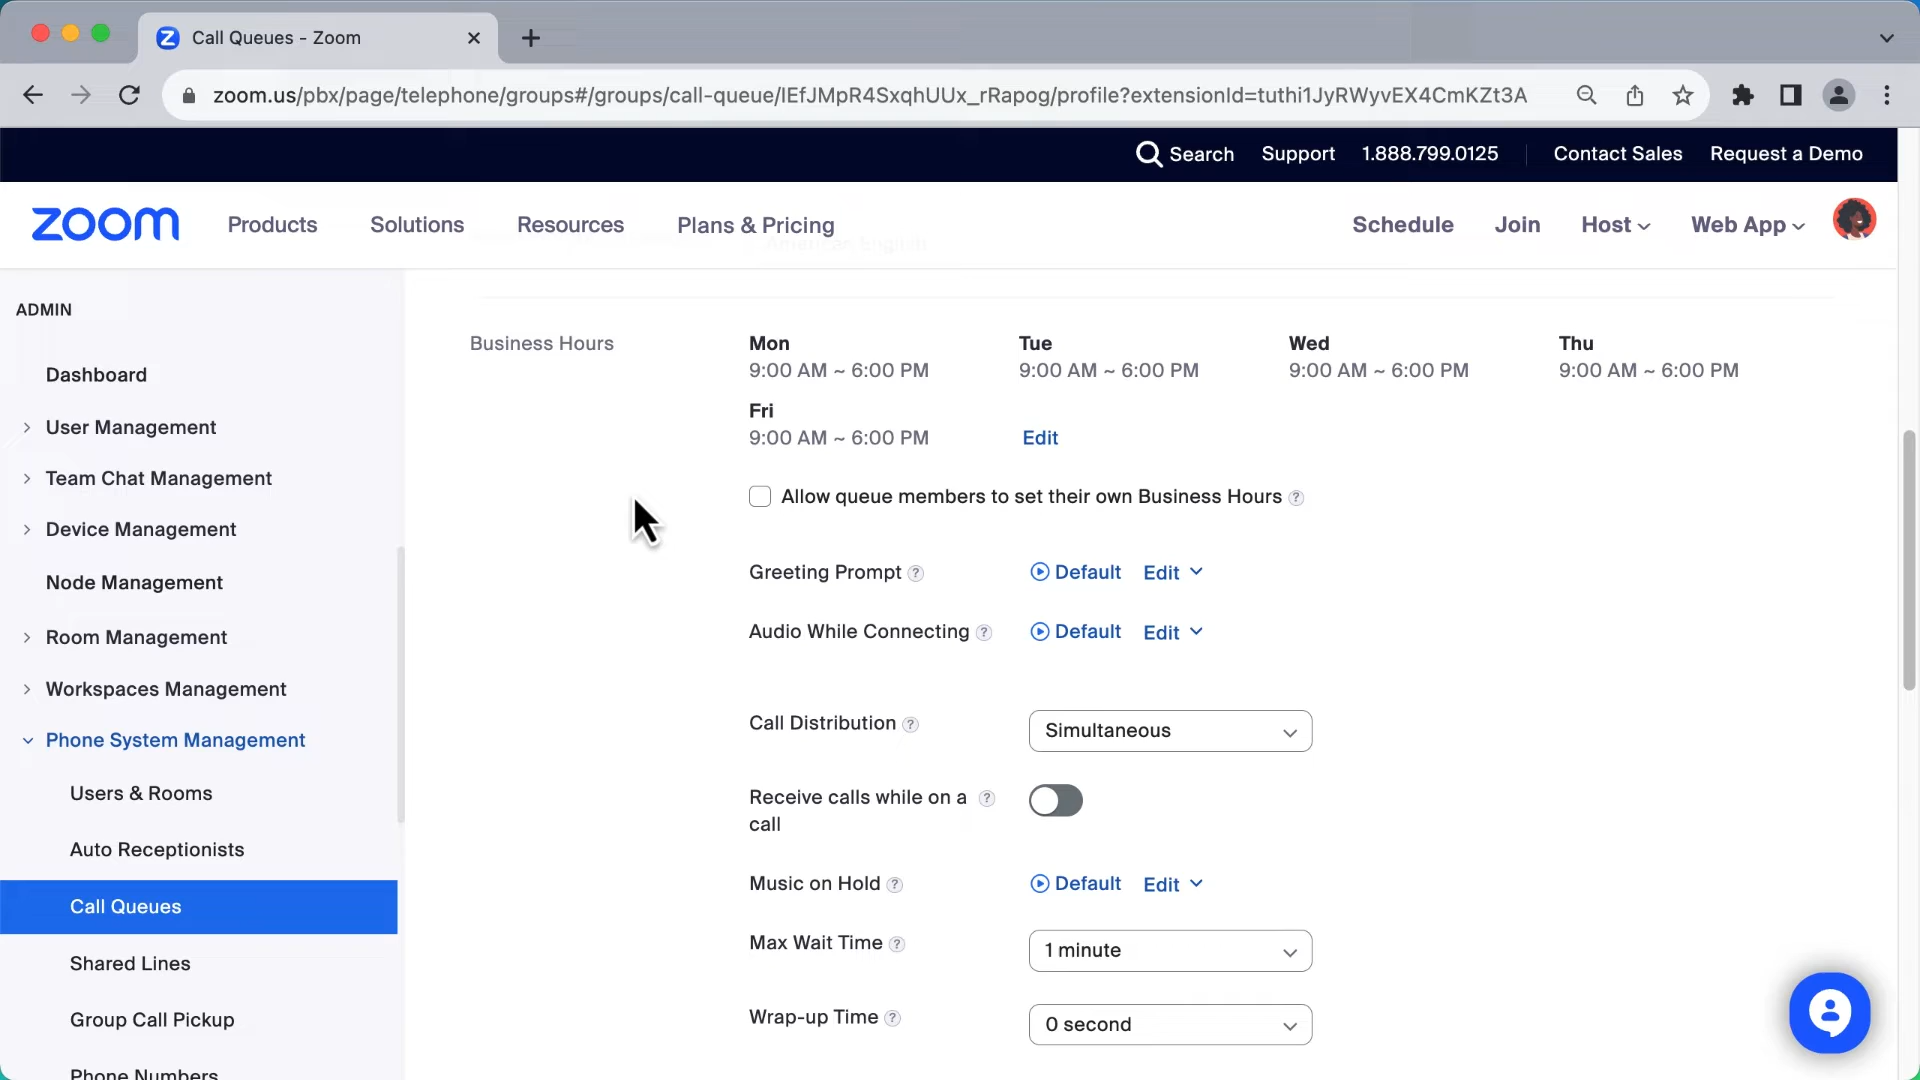 Call Queues - Zoom
zoom.us/pbx/page/telephone/groups#/groups/call-queue/IEfJMpR4SxqhUUx_rRapog/profile?extensionId=tuthi1JyRWyvEX4CmKZt3A
Search Support 1.888.799.0125 Contact Sales Request a Demo
zoom Products Solutions Resources Plans & Pricing Schedule Join Host Web App
American English
ADMIN
Dashboard
User Management
Team Chat Management
Device Management
Node Management
Room Management
Workspaces Management
Phone System Management
Users & Rooms
Auto Receptionists
Call Queues
Shared Lines
Group Call Pickup
Phone Numbers
Business Hours
Mon Tue Wed Thu
9:00 AM ~ 6:00 PM 9:00 AM ~ 6:00 PM 9:00 AM ~ 6:00 PM 9:00 AM ~ 6:00 PM
Fri
9:00 AM ~ 6:00 PM Edit
Allow queue members to set their own Business Hours ?
Greeting Prompt ? Default Edit
Audio While Connecting ? Default Edit
Call Distribution ? Simultaneous
Receive calls while on a ?
call
Music on Hold ? Default Edit
Max Wait Time ? 1 minute
Wrap-up Time ? 0 second